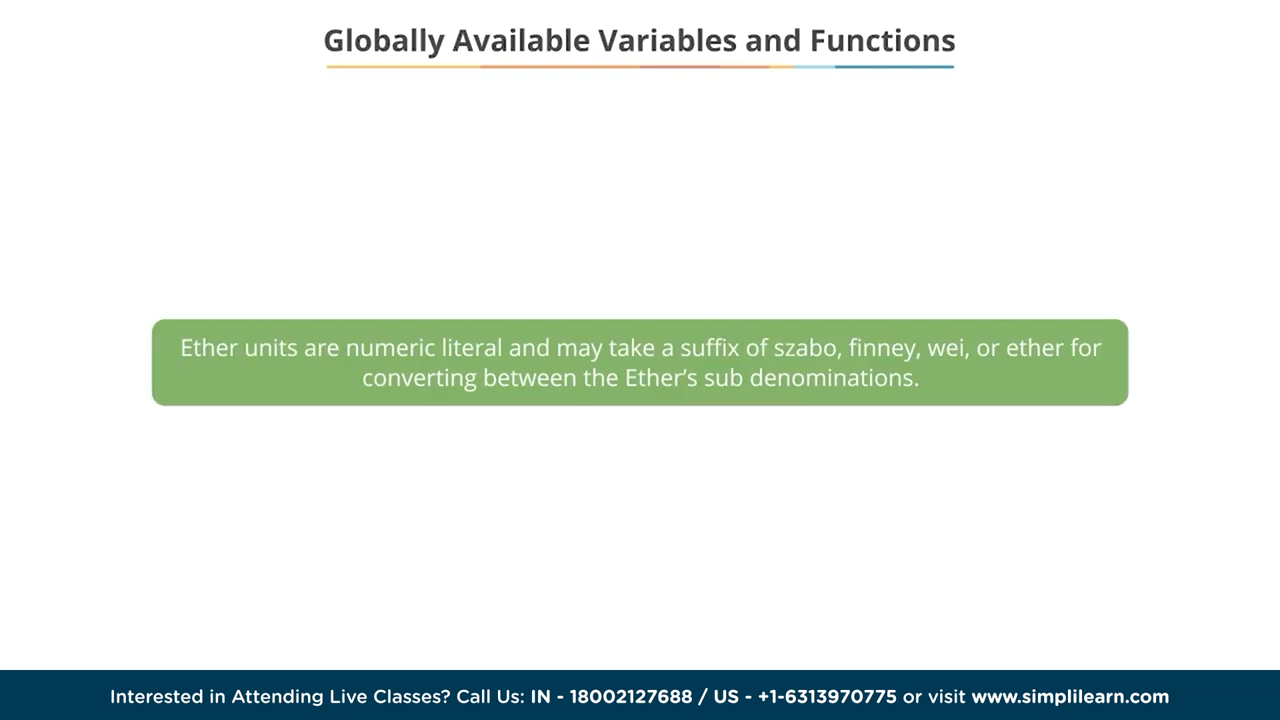 Globally Available Variables and Functions
Ether units are numeric literal and may take a suffix of szabo, finney, wei, or ether for
converting between the Ether’s sub denominations.
Interested in Attending Live Classes? Call Us: IN - 18002127688 / US - +1-6313970775 or visit www.simplilearn.com